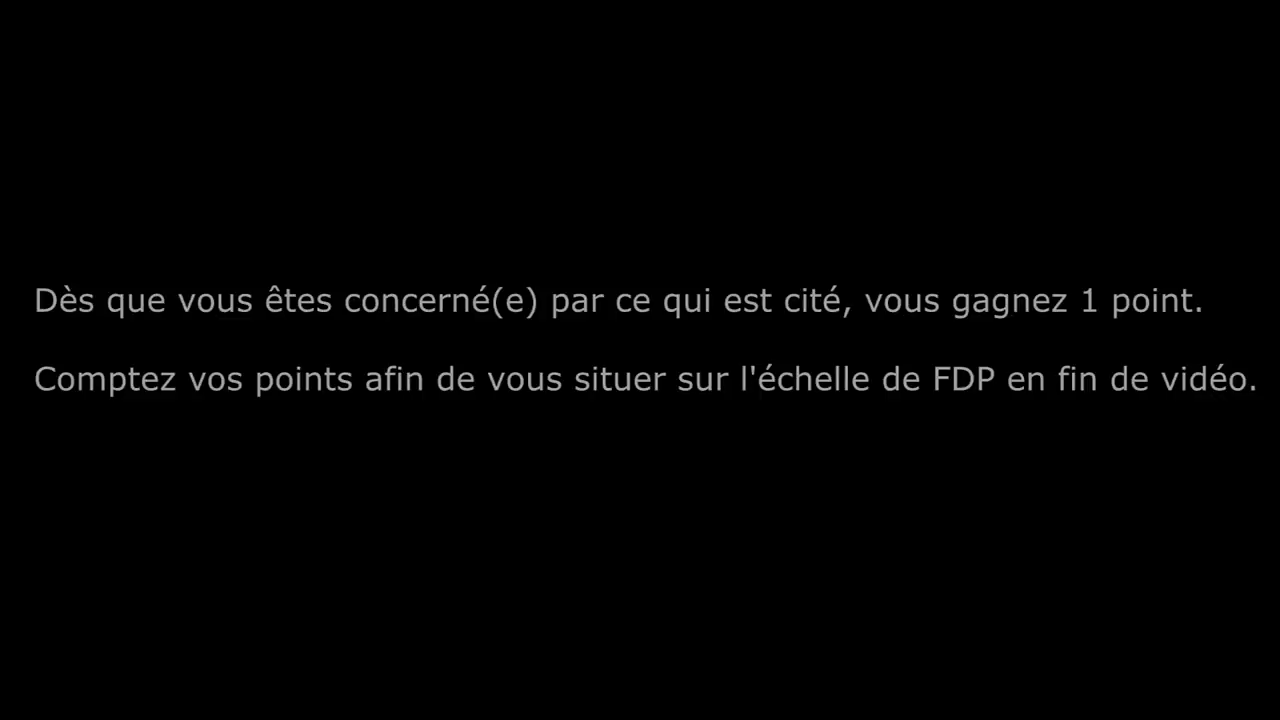 Dès que vous êtes concerné(e) par ce qui est cité, vous gagnez 1 point.
Comptez vos points afin de vous situer sur l'échelle de FDP en fin de vidéo.